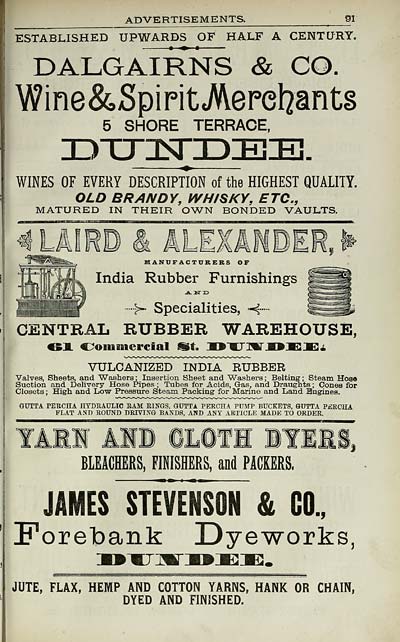 ADVERTISEMENTS. 91
ESTABLISHED UPWARDS OF HALF A CENTURY.
DALGAIRNS & CO.
Wine & Spirit Merchants
5 SHORE TERRACE,
DUNDEE.
WINES OF EVERY DESCRIPTION of the HIGHEST QUALITY.
OLD BRANDY, WHISKY, ETC.,
MATURED IN THEIR OWN BONDED VAULTS.
LAIRD & ALEXANDER,
MANUFACTURERS OF
India Rubber Furnishings
AND
Specialities,
CENTRAL RUBBER WAREHOUSE,
61 Commercial St. DUNDEE.
VULCANIZED INDIA RUBBER
Valves, Sheets, and Washers; Insertion Sheet and Washers; Belting; Steam Hose
Suction and Delivery Hose Pipes; Tubes for Acids, Gas, and Draughts; Cones for
Closets; High and Low Pressure Steam Packing for Marine and Land Engines.
GUTTA PERCHA HYDRAULIC RAM RINGS, GUTTA PERCHA PUMP BUCKETS, GUTTA PERCHA
FLAT AND ROUND DRIVING BANDS, AND ANY ARTICLE MADE TO ORDER.
YARN AND CLOTH DYERS,
BLEACHERS, FINISHERS, and PACKERS.
JAMES STEVENSON & CO.,
Forebank Dyeworks,
DUNDEE.
JUTE, FLAX, HEMP AND COTTON YARNS, HANK OR CHAIN,
DYED AND FINISHED.